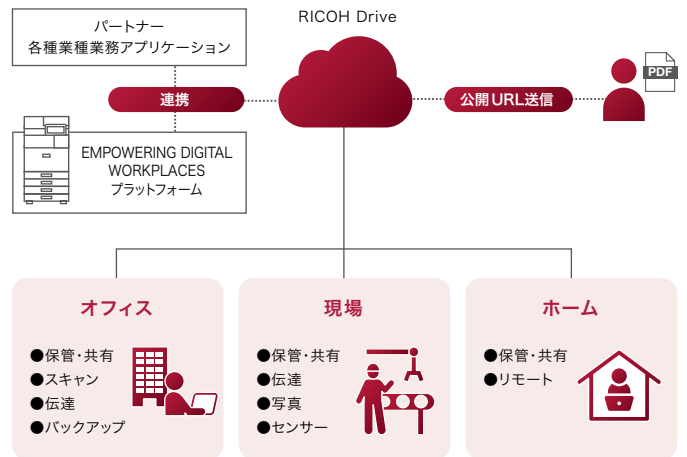 RICOH Drive
パートナー
各種業種業務アプリケーション
連携
公開URL送信
PDF
EMPOWERING DIGITAL
WORKPLACES
プラットフォーム
オフィス
●保管・共有
●スキャン
●伝達
●バックアップ
現場
●保管・共有
●伝達
●写真
●センサー
ホーム
●保管・共有
●リモート